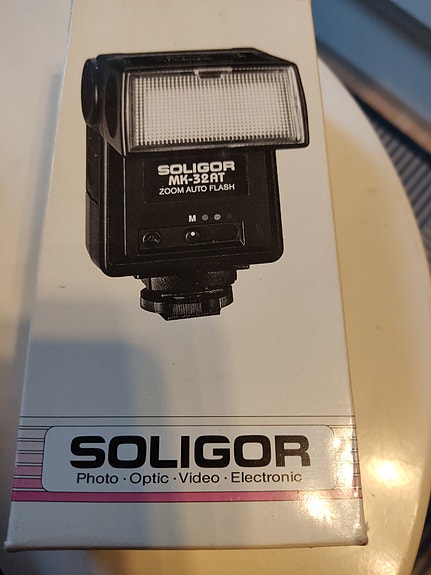 SOLIGOR
MK-32AT
ZOOM AUTO FLASH
M
SOLIGOR
Photo · Optic · Video · Electronic